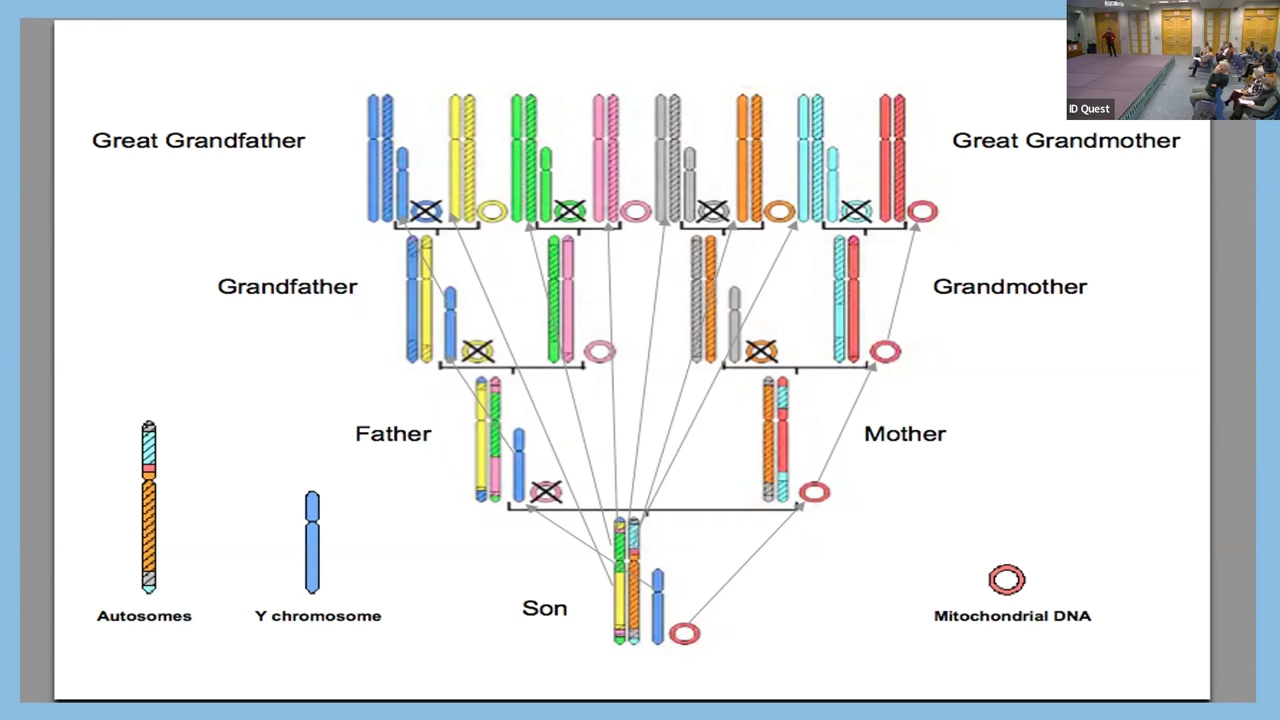 ID Quest
Great Grandfather
Great Grandmother
Grandfather
Grandmother
Father
Mother
Son
Autosomes
Y chromosome
Mitochondrial DNA